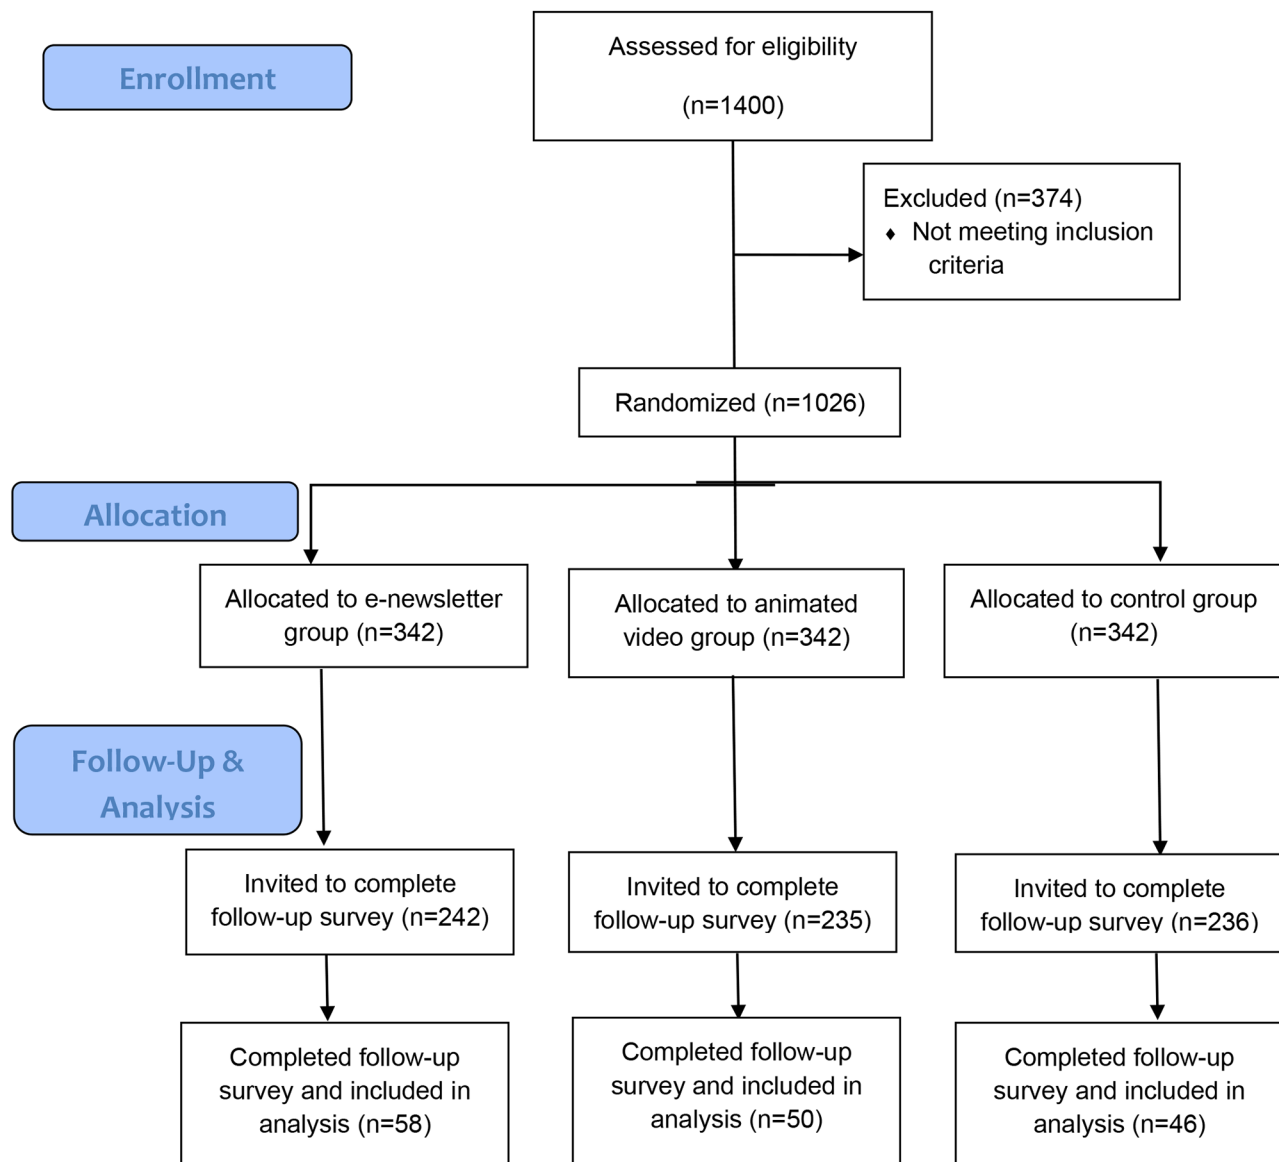 Enrollment
Assessed for eligibility
(n=1400)
Excluded (n=374)
♦ Not meeting inclusion
criteria
Randomized (n=1026)
Allocation
Allocated to e-newsletter
group (n=342)
Allocated to animated
video group (n=342)
Allocated to control group
(n=342)
Follow-Up &
Analysis
Invited to complete
follow-up survey (n=242)
Invited to complete
follow-up survey (n=235)
Invited to complete
follow-up survey (n=236)
Completed follow-up
survey and included in
analysis (n=58)
Completed follow-up
survey and included in
analysis (n=50)
Completed follow-up
survey and included in
analysis (n=46)